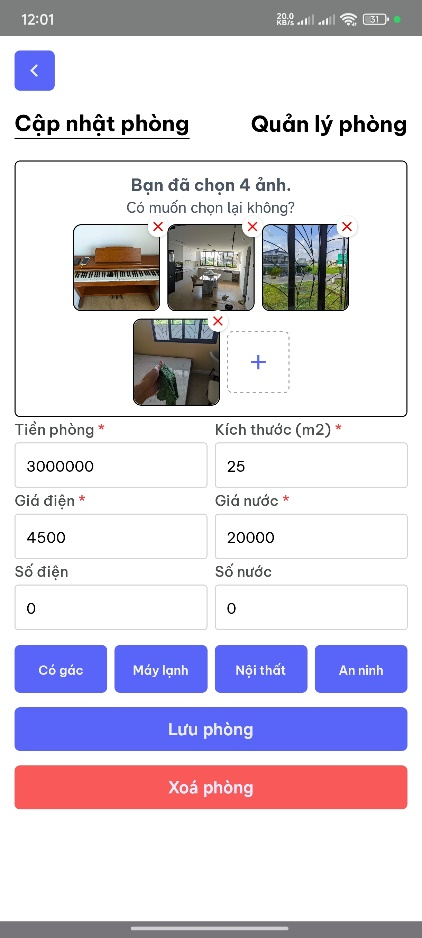 12:01
20.0
KB/s
31
Cập nhật phòng Quản lý phòng
Bạn đã chọn 4 ảnh.
Có muốn chọn lại không?
Tiền phòng * Kích thước (m2) *
3000000 25
Giá điện * Giá nước *
4500 20000
Số điện Số nước
0 0
Có gác Máy lạnh Nội thất An ninh
Lưu phòng
Xoá phòng